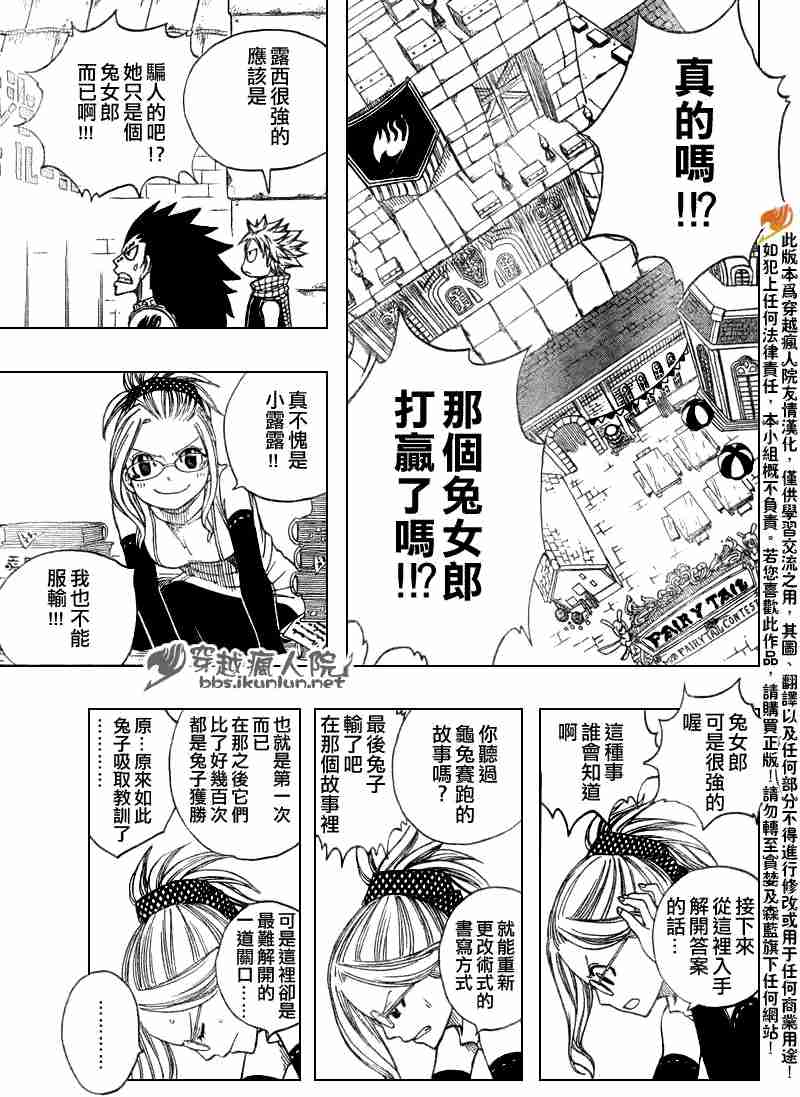 真的嗎!!?
那個兔女郎
打贏了嗎!!?
FAIRY TAIL
露西很強的
應該是
騙人的吧!?
她只是個
兔女郎
而已啊!!!
真不愧是
小露露!!
我也不能
服輸!!!
兔女郎
可是很強的
喔
這種事
誰會知道
啊
接下來
從這裡入手
解開答案
的話…
你聽過
龜兔賽跑的
故事嗎?
最後兔子
輸了吧
在那個故事裡
就能重新
更改術式的
書寫方式
也就是第一次
而已
在那之後它們
比了好幾百次
都是兔子獲勝
原…原來如此
兔子吸取教訓了
可是這裡卻是
最難解開的
一道關口……
………
穿越瘋人院
bbs.ikunlun.net
此版本爲穿越瘋人院友情漢化，僅供學習交流之用，其圖、翻譯以及任何部分不得進行修改或用于任何商業用途!
如犯上任何法律責任，本小組概不負責。若您喜歡此作品，請購買正版!請勿轉至貪婪及森藍旗下任何網站!